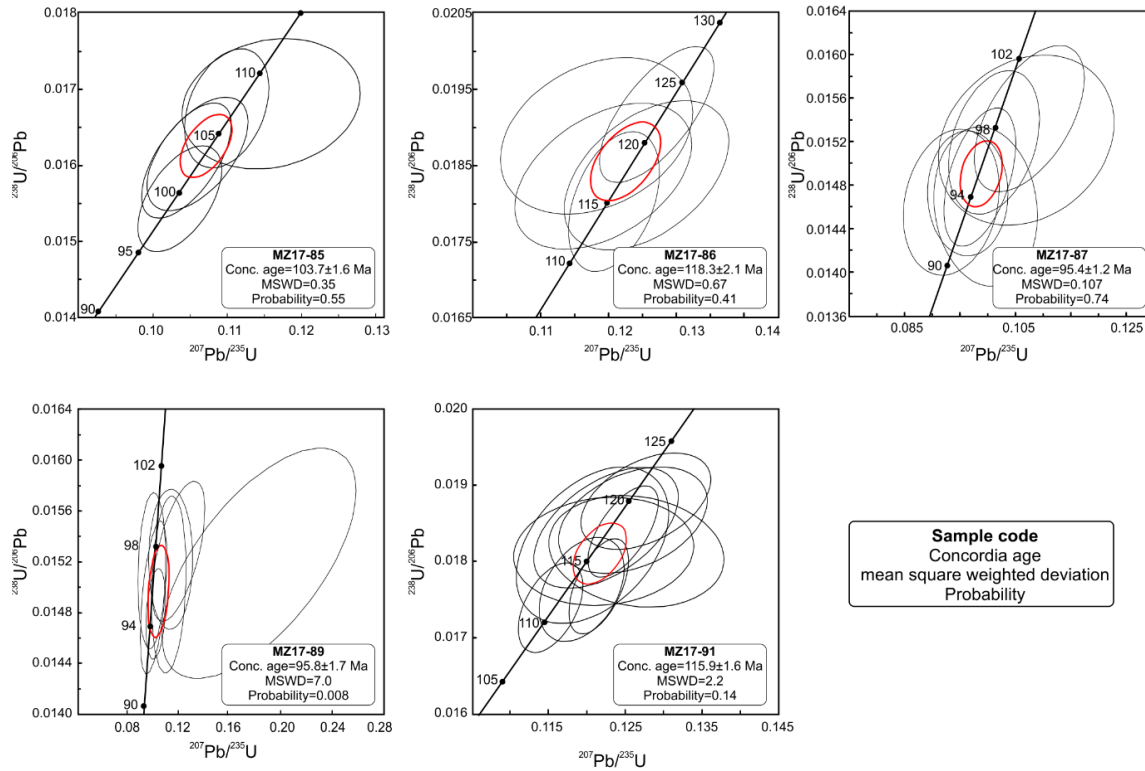 0.018
0.017
0.016
0.015
0.014
²³⁸U/²⁰⁶Pb
110
105
100
95
90
MZ17-85
Conc. age=103.7±1.6 Ma
MSWD=0.35
Probability=0.55
0.10 0.11 0.12 0.13
²⁰⁷Pb/²³⁵U
0.0205
0.0195
0.0185
0.0175
0.0165
²³⁸U/²⁰⁶Pb
130
125
120
115
110
MZ17-86
Conc. age=118.3±2.1 Ma
MSWD=0.67
Probability=0.41
0.11 0.12 0.13 0.14
²⁰⁷Pb/²³⁵U
0.0164
0.0160
0.0156
0.0152
0.0148
0.0144
0.0140
0.0136
²³⁸U/²⁰⁶Pb
102
98
94
90
MZ17-87
Conc. age=95.4±1.2 Ma
MSWD=0.107
Probability=0.74
0.085 0.105 0.125
²⁰⁷Pb/²³⁵U
0.0164
0.0160
0.0156
0.0152
0.0148
0.0144
0.0140
²³⁸U/²⁰⁶Pb
102
98
94
90
MZ17-89
Conc. age=95.8±1.7 Ma
MSWD=7.0
Probability=0.008
0.08 0.12 0.16 0.20 0.24 0.28
²⁰⁷Pb/²³⁵U
0.020
0.019
0.018
0.017
0.016
²³⁸U/²⁰⁶Pb
125
120
115
110
105
MZ17-91
Conc. age=115.9±1.6 Ma
MSWD=2.2
Probability=0.14
0.115 0.125 0.135 0.145
²⁰⁷Pb/²³⁵U
Sample code
Concordia age
mean square weighted deviation
Probability